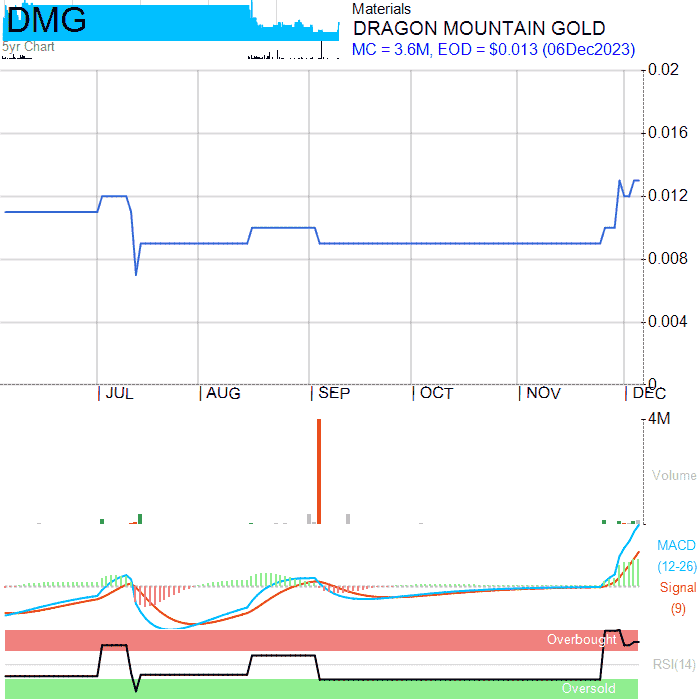 DMG
5yr Chart
Materials
DRAGON MOUNTAIN GOLD
MC = 3.6M, EOD = $0.013 (06Dec2023)
0.02
0.016
0.012
0.008
0.004
0
JUL AUG SEP OCT NOV DEC
4M
Volume
MACD
(12-26)
Signal
(9)
Overbought
RSI(14)
Oversold